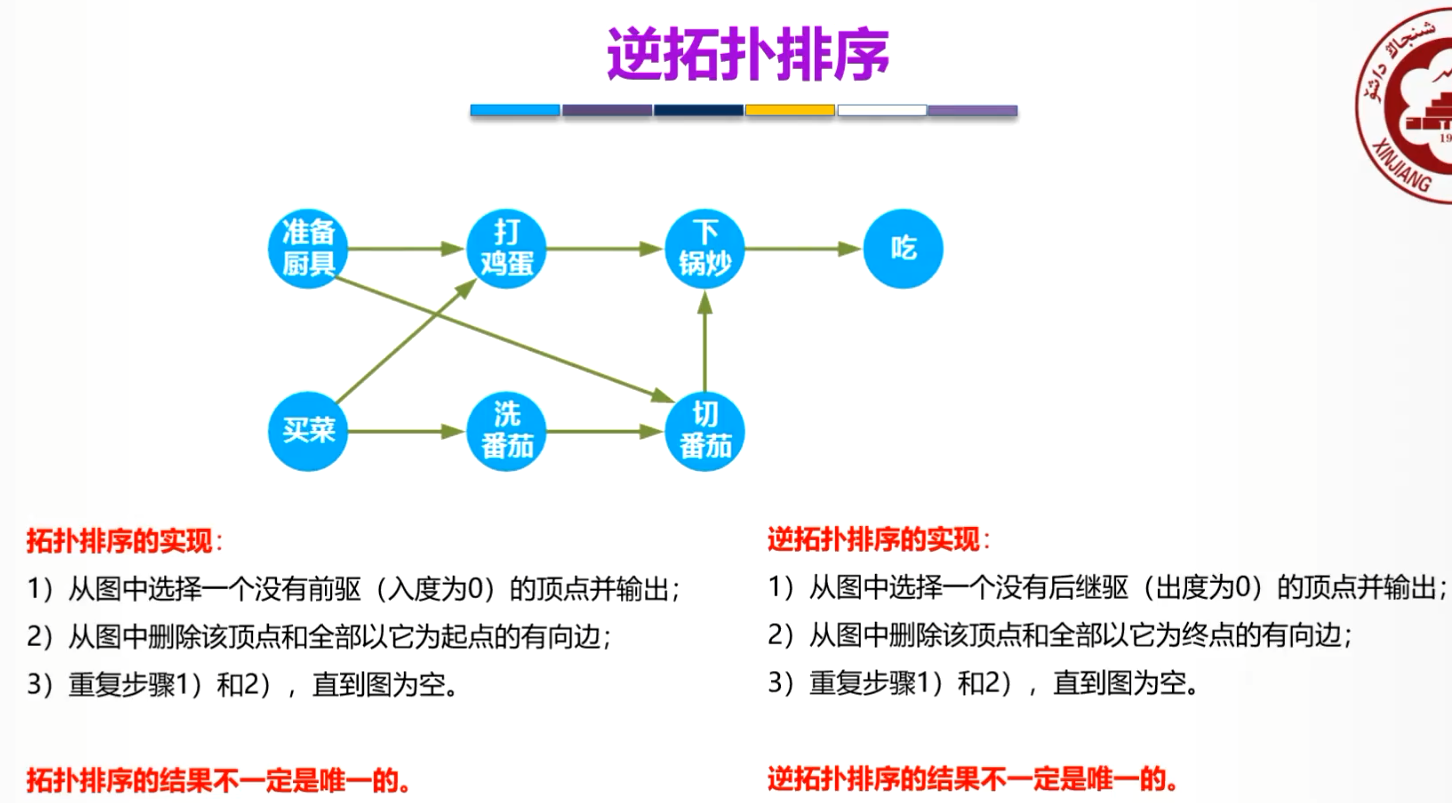 逆拓扑排序
شىنجاڭ داشۆ
XINJIANG
19
准备
厨具
打
鸡蛋
下
锅炒
吃
买菜
洗
番茄
切
番茄
拓扑排序的实现：
1）从图中选择一个没有前驱（入度为0）的顶点并输出；
2）从图中删除该顶点和全部以它为起点的有向边；
3）重复步骤1）和2），直到图为空。
拓扑排序的结果不一定是唯一的。
逆拓扑排序的实现：
1）从图中选择一个没有后继驱（出度为0）的顶点并输出；
2）从图中删除该顶点和全部以它为终点的有向边；
3）重复步骤1）和2），直到图为空。
逆拓扑排序的结果不一定是唯一的。